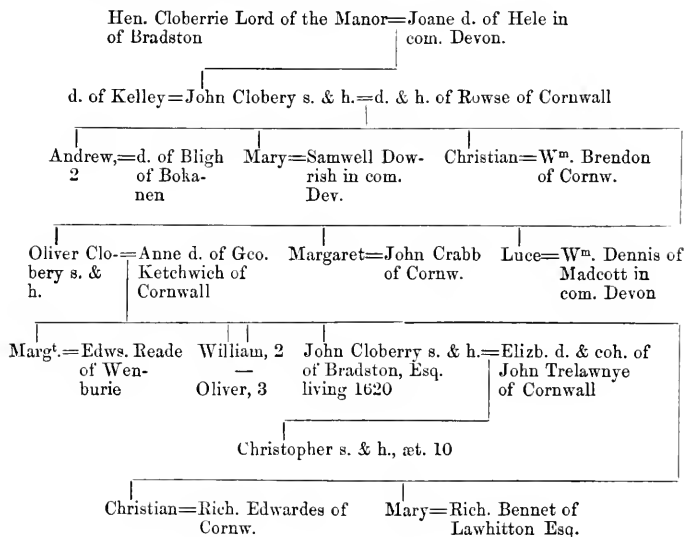 Hen. Cloberrie Lord of the Manor=Joane d. of Hele in
of Bradston com. Devon.
d. of Kelley=John Clobery s. & h.=d. & h. of Rowse of Cornwall
Andrew,=d. of Bligh Mary=Samwell Dow- Christian=Wm. Brendon
2 of Boka- rish in com. of Cornw.
nen Dev.
Oliver Clo-=Anne d. of Geo. Margaret=John Crabb Luce=Wm. Dennis of
bery s. & Ketchwich of of Cornw. Madcott in
h. Cornwall com. Devon
Margt.=Edws. Reade William, 2 John Cloberry s. & h.=Elizb. d. & coh. of
of Wen- — of Bradston, Esq. John Trelawnye
burie Oliver, 3 living 1620 of Cornwall
Christopher s. & h., æt. 10
Christian=Rich. Edwardes of Mary=Rich. Bennet of
Cornw. Lawhitton Esq.